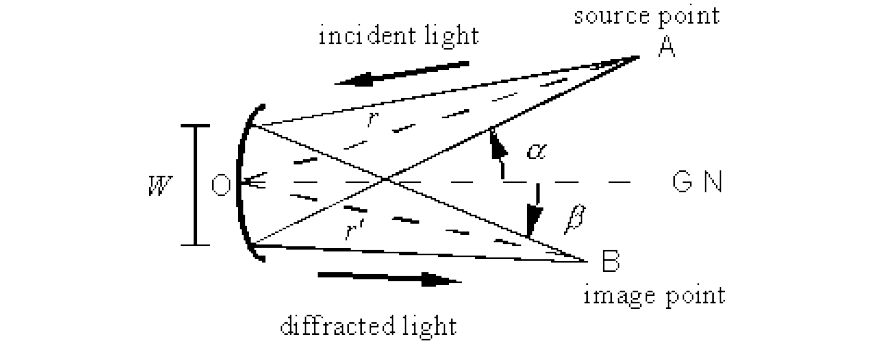 source point
incident light
A
r
α
W
O
G N
β
r'
B
image point
diffracted light